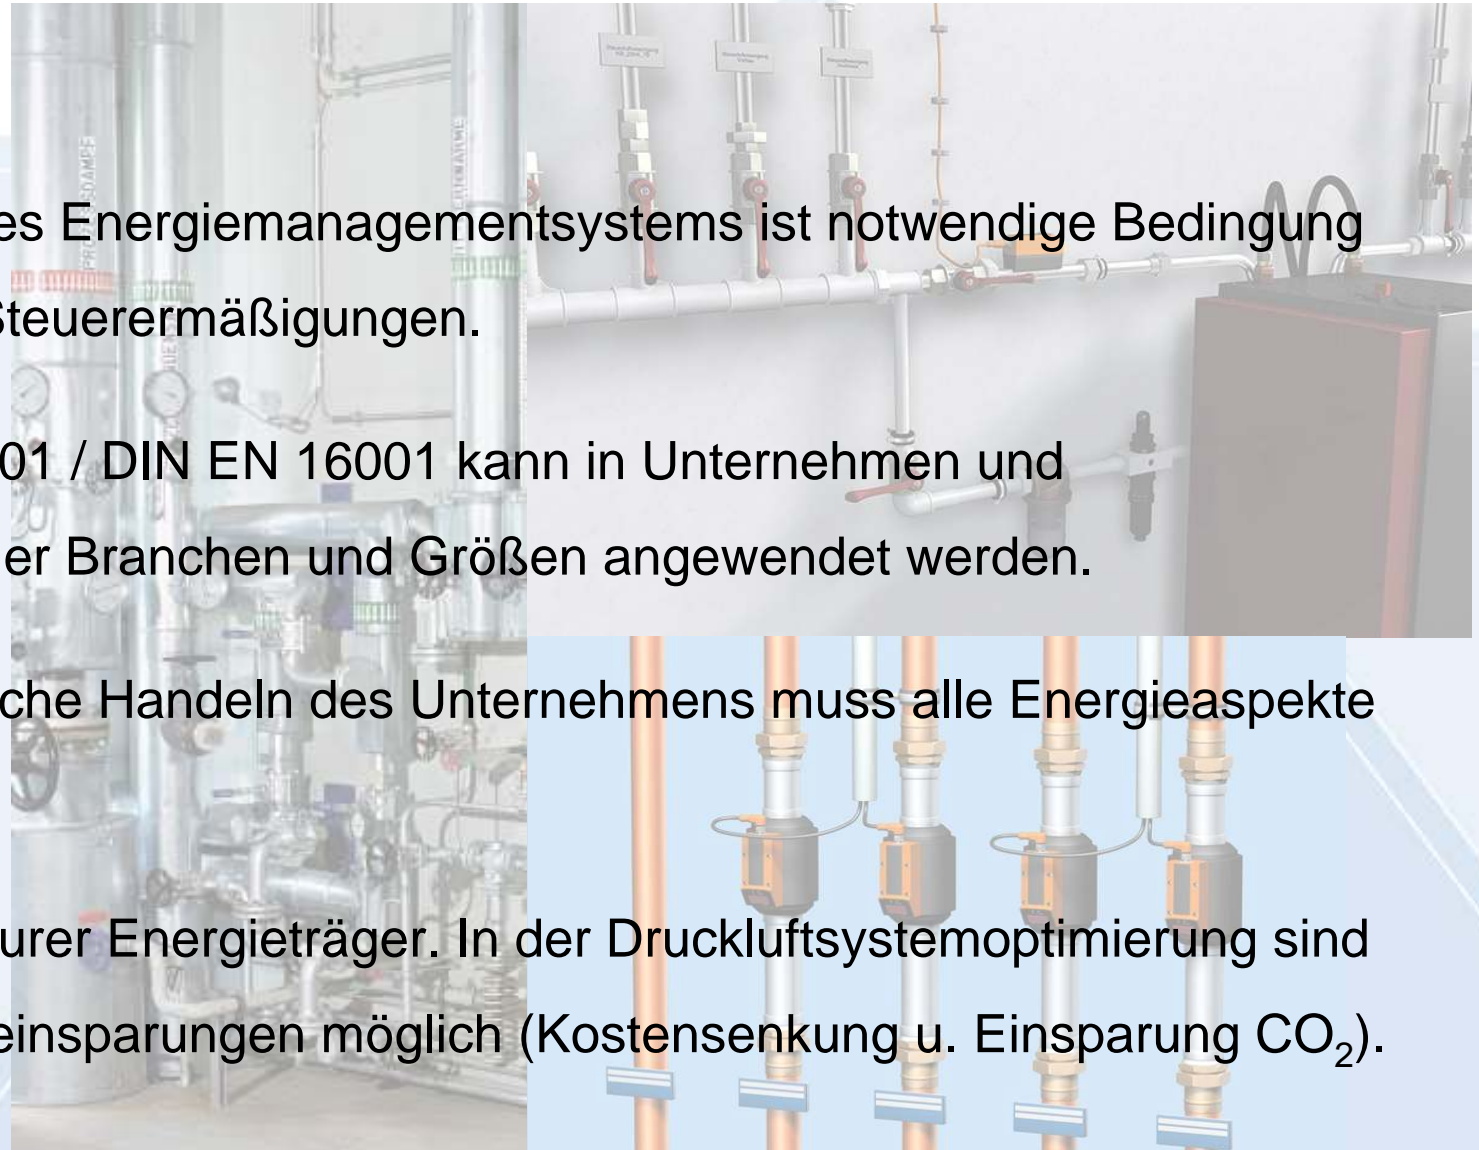 es Energiemanagementsystems ist notwendige Bedingung
Steuerermäßigungen.
01 / DIN EN 16001 kann in Unternehmen und
er Branchen und Größen angewendet werden.
che Handeln des Unternehmens muss alle Energieaspekte
urer Energieträger. In der Druckluftsystemoptimierung sind
einsparungen möglich (Kostensenkung u. Einsparung CO₂).